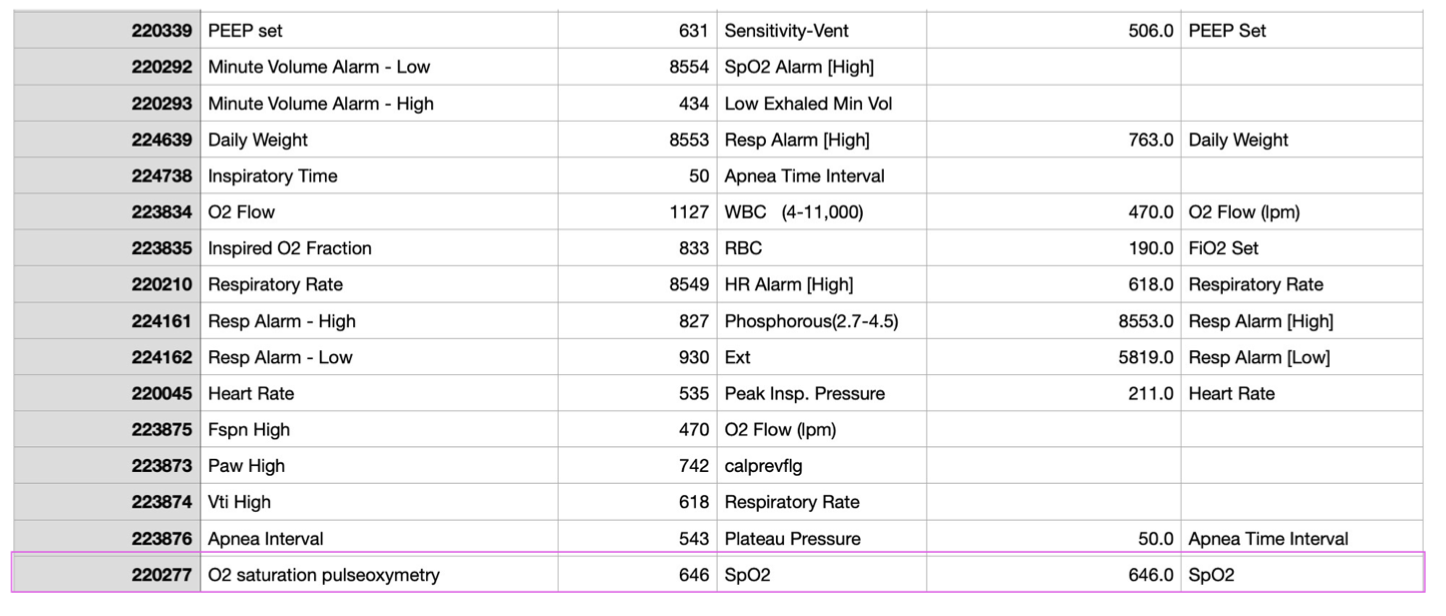 220339 PEEP set 631 Sensitivity-Vent 506.0 PEEP Set
220292 Minute Volume Alarm - Low 8554 SpO2 Alarm [High]
220293 Minute Volume Alarm - High 434 Low Exhaled Min Vol
224639 Daily Weight 8553 Resp Alarm [High] 763.0 Daily Weight
224738 Inspiratory Time 50 Apnea Time Interval
223834 O2 Flow 1127 WBC (4-11,000) 470.0 O2 Flow (lpm)
223835 Inspired O2 Fraction 833 RBC 190.0 FiO2 Set
220210 Respiratory Rate 8549 HR Alarm [High] 618.0 Respiratory Rate
224161 Resp Alarm - High 827 Phosphorous(2.7-4.5) 8553.0 Resp Alarm [High]
224162 Resp Alarm - Low 930 Ext 5819.0 Resp Alarm [Low]
220045 Heart Rate 535 Peak Insp. Pressure 211.0 Heart Rate
223875 Fspn High 470 O2 Flow (lpm)
223873 Paw High 742 calprevflg
223874 Vti High 618 Respiratory Rate
223876 Apnea Interval 543 Plateau Pressure 50.0 Apnea Time Interval
220277 O2 saturation pulseoxymetry 646 SpO2 646.0 SpO2